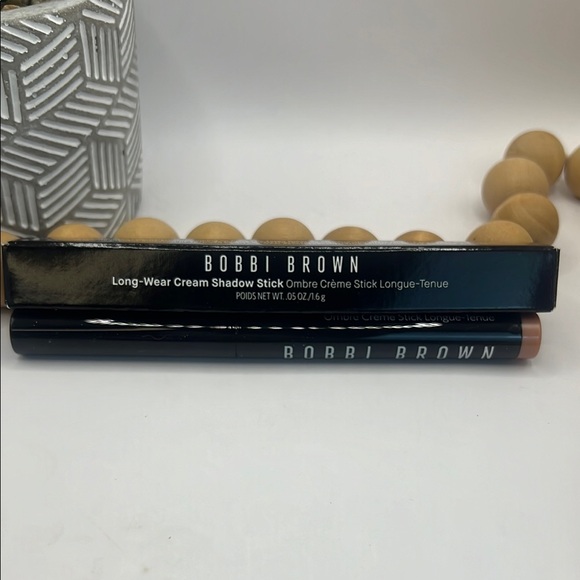 BOBBI BROWN
Long-Wear Cream Shadow Stick Ombre Crème Stick Longue-Tenue
POIDS NET WT. .05 OZ./1.6 g
Ombre Crème Stick Longue-Tenue
BOBBI BROWN